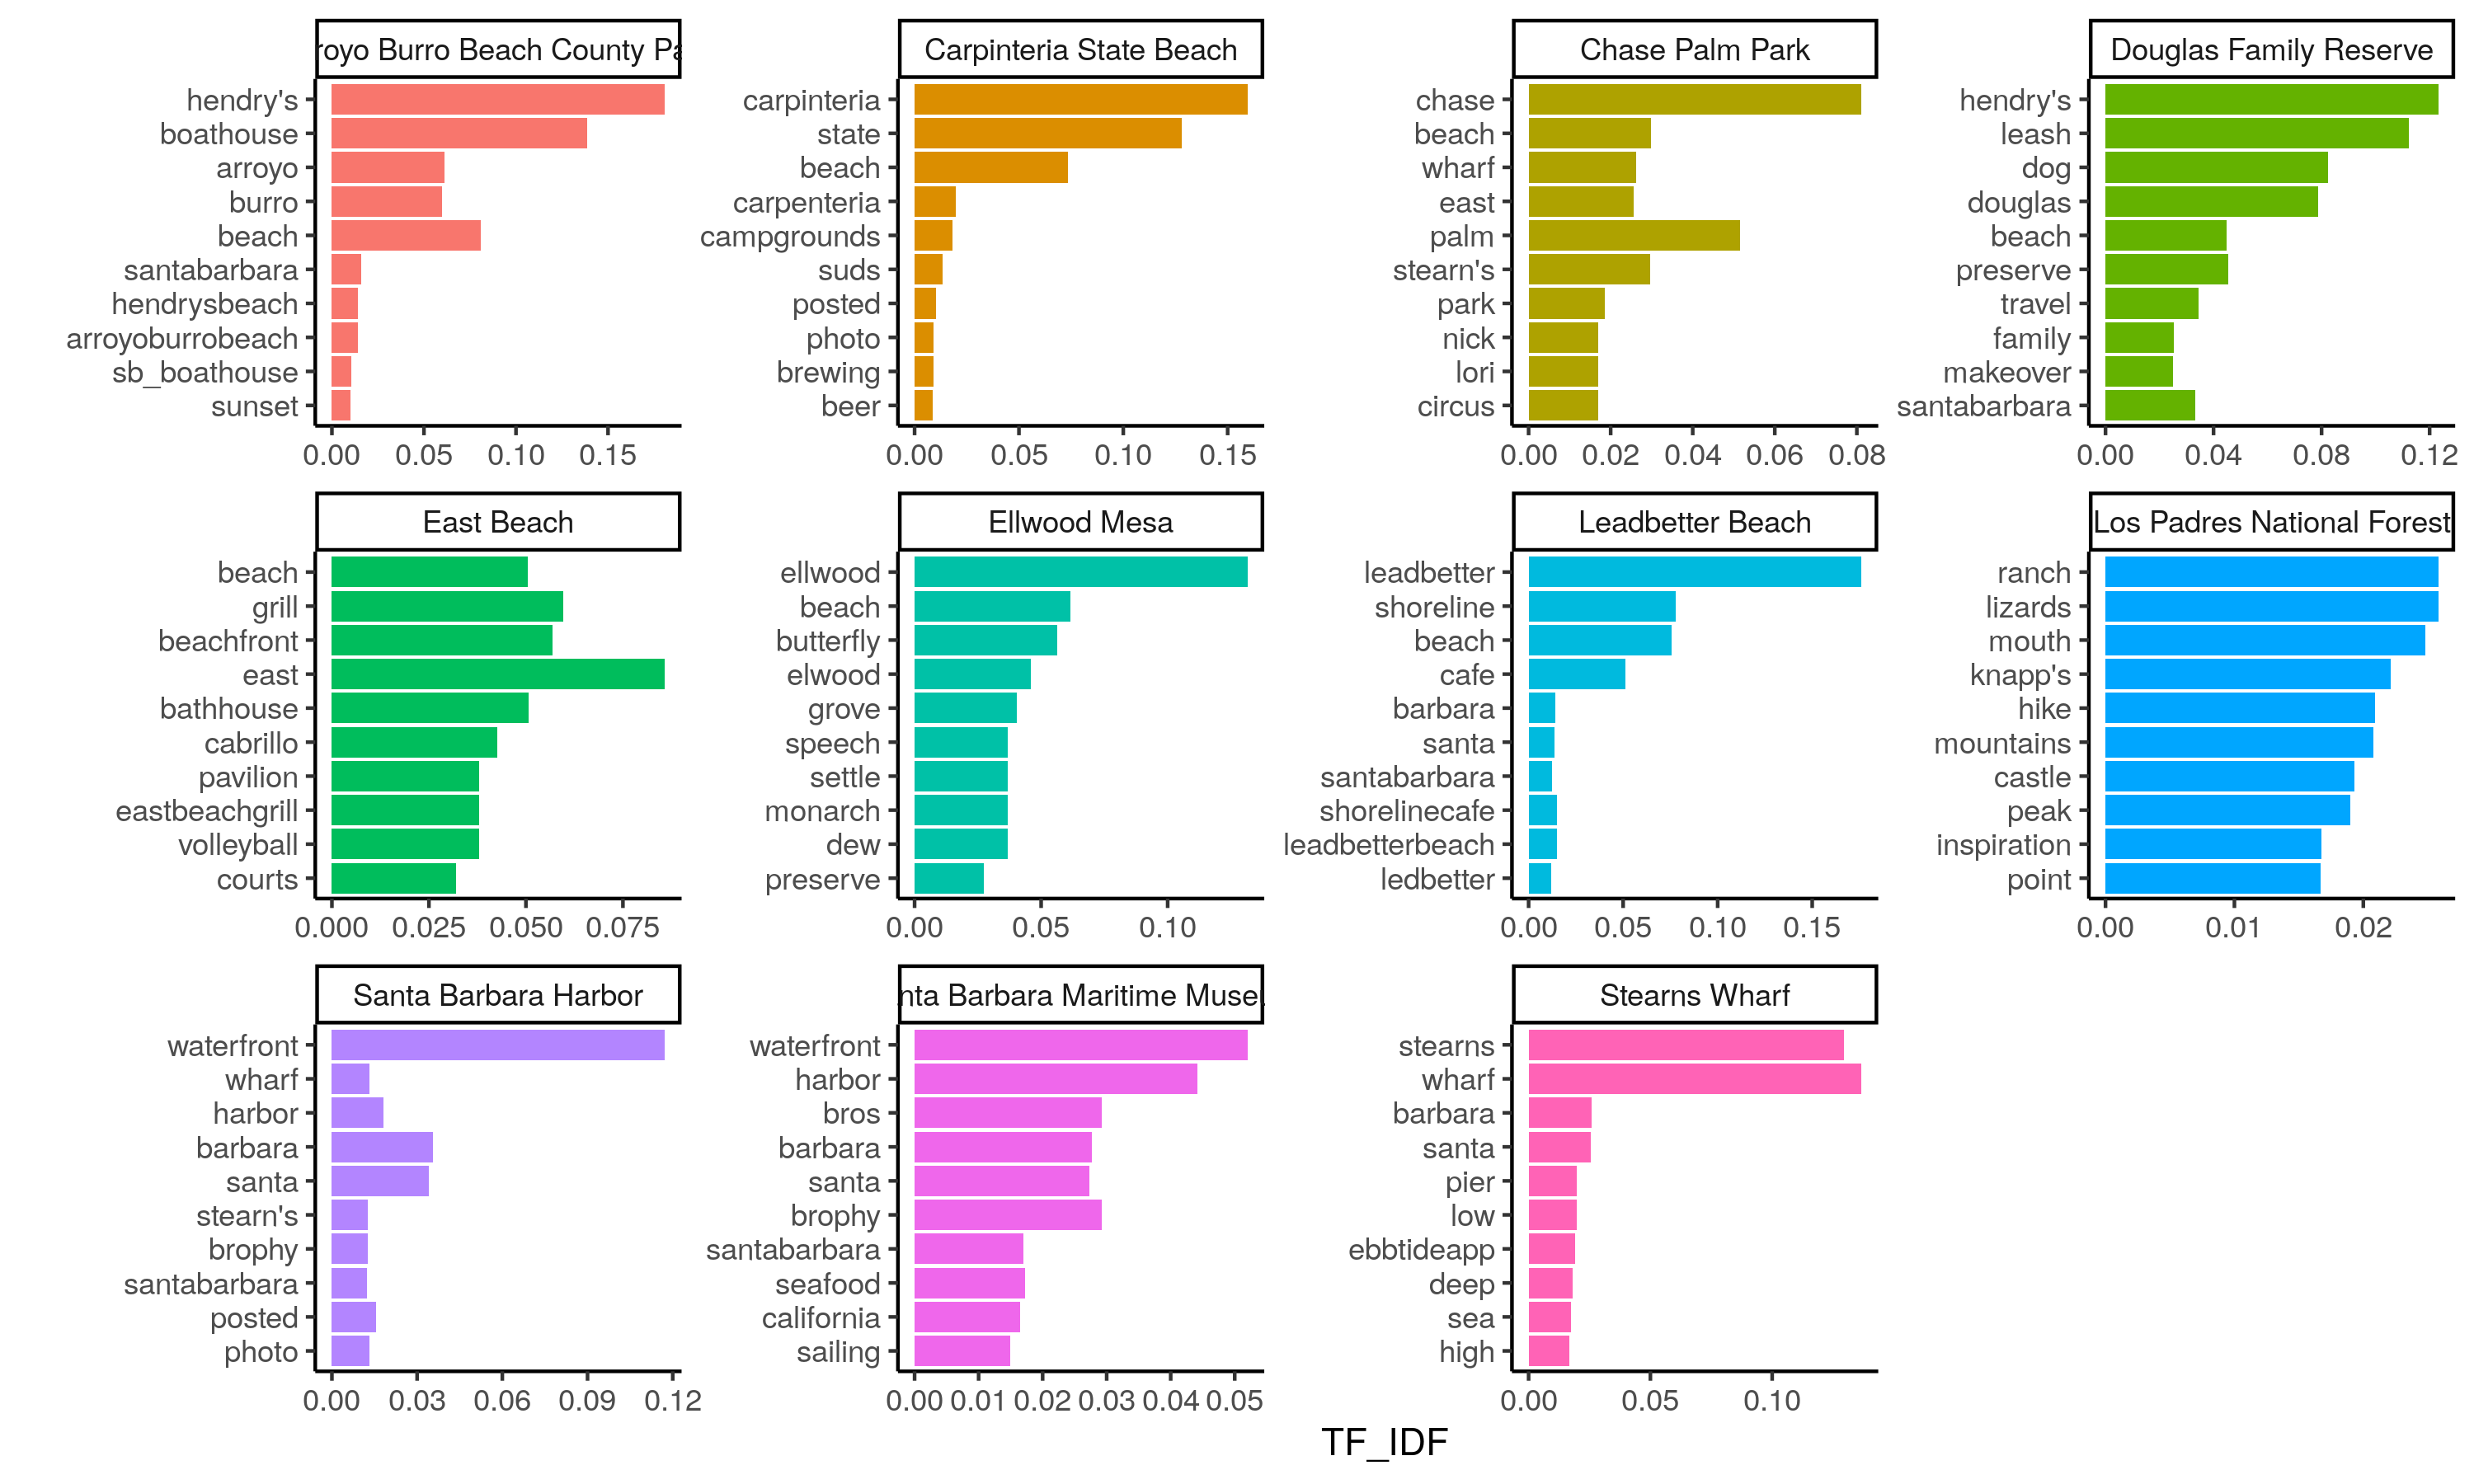 royo Burro Beach County Pa
hendry's
boathouse
arroyo
burro
beach
santabarbara
hendrysbeach
arroyoburrobeach
sb_boathouse
sunset
0.00 0.05 0.10 0.15
Carpinteria State Beach
carpinteria
state
beach
carpenteria
campgrounds
suds
posted
photo
brewing
beer
0.00 0.05 0.10 0.15
Chase Palm Park
chase
beach
wharf
east
palm
stearn's
park
nick
lori
circus
0.00 0.02 0.04 0.06 0.08
Douglas Family Reserve
hendry's
leash
dog
douglas
beach
preserve
travel
family
makeover
santabarbara
0.00 0.04 0.08 0.12
East Beach
beach
grill
beachfront
east
bathhouse
cabrillo
pavilion
eastbeachgrill
volleyball
courts
0.000 0.025 0.050 0.075
Ellwood Mesa
ellwood
beach
butterfly
elwood
grove
speech
settle
monarch
dew
preserve
0.00 0.05 0.10
Leadbetter Beach
leadbetter
shoreline
beach
cafe
barbara
santa
santabarbara
shorelinecafe
leadbetterbeach
ledbetter
0.00 0.05 0.10 0.15
Los Padres National Forest
ranch
lizards
mouth
knapp's
hike
mountains
castle
peak
inspiration
point
0.00 0.01 0.02
Santa Barbara Harbor
waterfront
wharf
harbor
barbara
santa
stearn's
brophy
santabarbara
posted
photo
0.00 0.03 0.06 0.09 0.12
nta Barbara Maritime Museu
waterfront
harbor
bros
barbara
santa
brophy
santabarbara
seafood
california
sailing
0.00 0.01 0.02 0.03 0.04 0.05
Stearns Wharf
stearns
wharf
barbara
santa
pier
low
ebbtideapp
deep
sea
high
0.00 0.05 0.10
TF_IDF